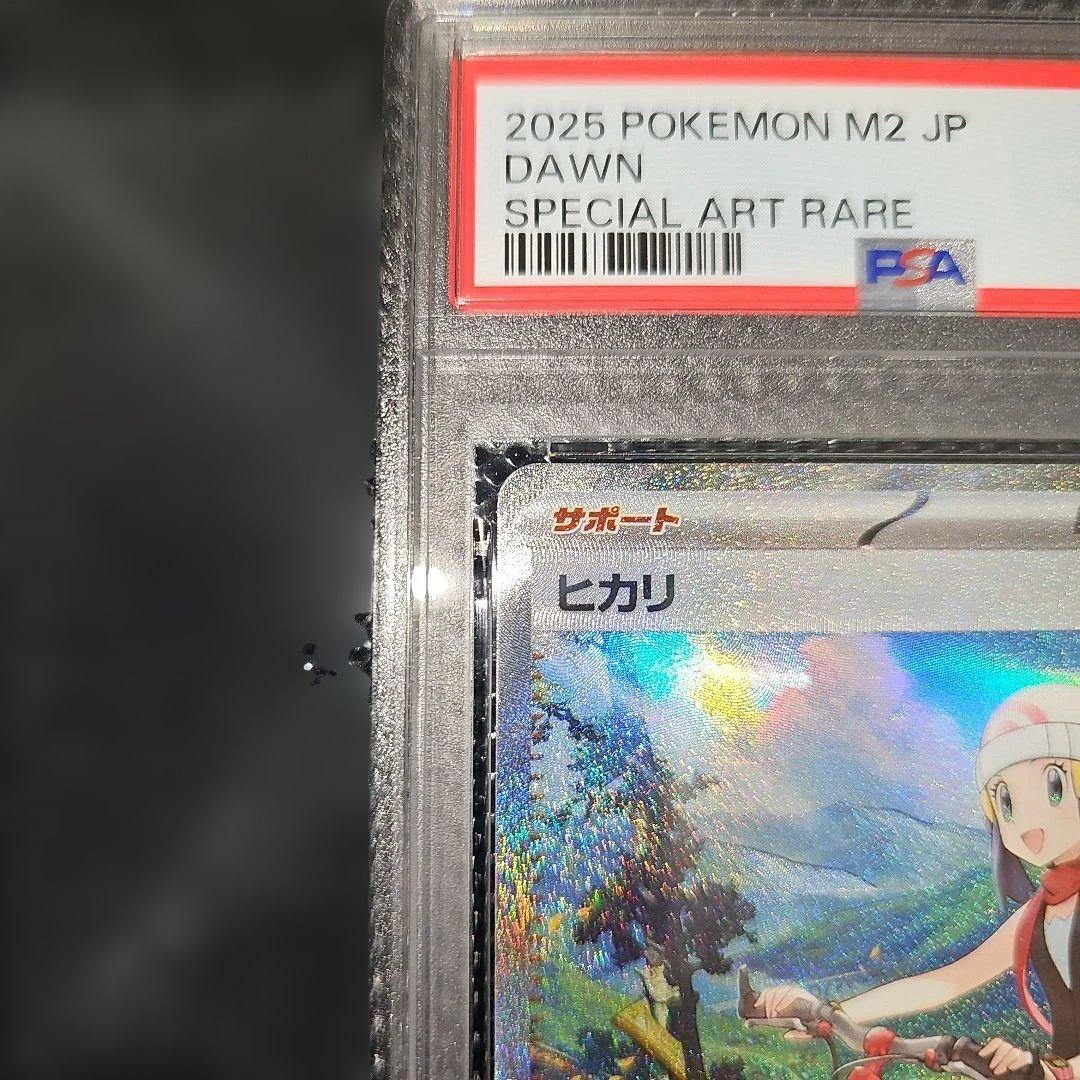 2025 POKEMON M2 JP
DAWN
SPECIAL ART RARE
PSA
サポート
ヒカリ